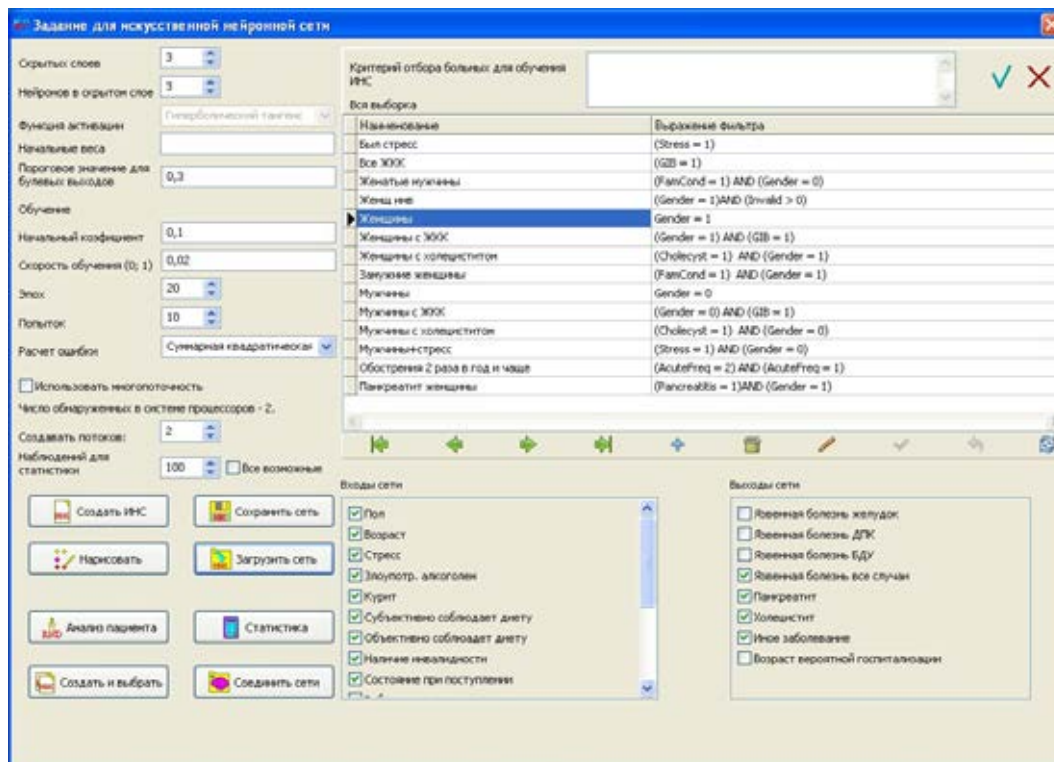 Задание для искусственной нейронной сети
Скрытых слоев 3
Нейронов в скрытом слое 3
Функция активации Гиперболический тангенс
Начальные веса
Пороговое значение для
булевых выходов 0,3
Обучение
Начальный коэфициент 0,1
Скорость обучения (0; 1) 0,02
Эпох 20
Попыток 10
Расчет ошибки Суммарная квадратическая
Использовать многопоточность
Число обнаруженных в системе процессоров - 2.
Создавать потоков: 2
Наблюдений для
статистики 100 Все возможные
Создать ИНС Сохранить сеть
Нарисовать Загрузить сеть
Анализ пациента Статистика
Создать и выбрать Соединить сети
Критерий отбора больных для обучения
ИНС
Вся выборка
Наименование Выражение фильтра
Был стресс (Stress = 1)
Все ЖКК (GIB = 1)
Женатые мужчины (FamCond = 1) AND (Gender = 0)
Женщ инв (Gender = 1)AND (Invalid > 0)
Женщины Gender = 1
Женщины с ЖКК (Gender = 1) AND (GIB = 1)
Женщины с холециститом (Cholecyst = 1) AND (Gender = 1)
Замужние женщины (FamCond = 1) AND (Gender = 1)
Мужчины Gender = 0
Мужчины с ЖКК (Gender = 0) AND (GIB = 1)
Мужчины с холециститом (Cholecyst = 1) AND (Gender = 0)
Мужчины+стресс (Stress = 1) AND (Gender = 0)
Обострения 2 раза в год и чаще (AcuteFreq = 2) AND (AcuteFreq = 1)
Панкреатит женщины (Pancreatitis = 1)AND (Gender = 1)
Входы сети
Пол
Возраст
Стресс
Злоупотр. алкоголем
Курит
Субъективно соблюдает диету
Объективно соблюдает диету
Наличие инвалидности
Состояние при поступлении
Выходы сети
Язвенная болезнь желудок
Язвенная болезнь ДПК
Язвенная болезнь БДУ
Язвенная болезнь все случаи
Панкреатит
Холецистит
Иное заболевание
Возраст вероятной госпитализации